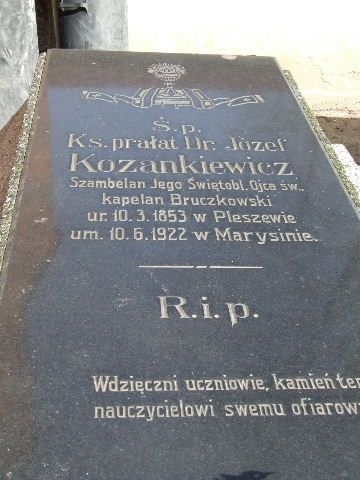 Ś.p.
Ks. prałat Dr. Józef
Kozankiewicz
Szambelan Jego Świętobl. Ojca św.,
kapelan Bruczkowski
ur. 10.3.1853 w Pleszewie
um. 10.6.1922 w Marysinie.
R.i.p.
Wdzięczni uczniowie, kamień ten
nauczycielowi swemu